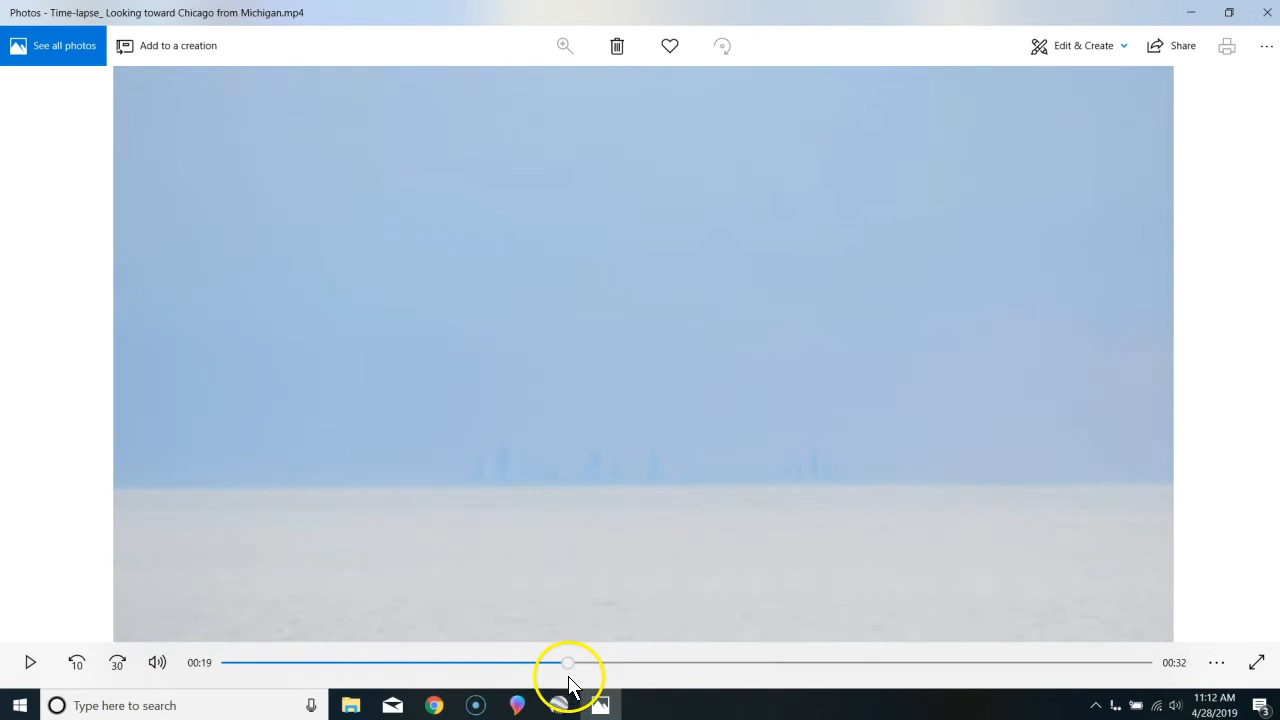 Photos - Time-lapse_ Looking toward Chicago from Michigan.mp4
See all photos
Add to a creation
Edit & Create
Share
10
30
00:19
00:32
Type here to search
11:12 AM
4/28/2019
3